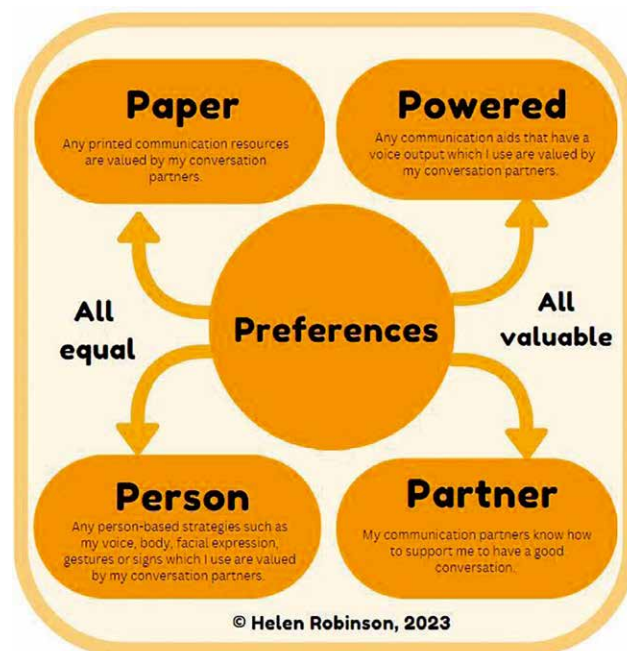 Paper
Any printed communication resources
are valued by my conversation
partners.
Powered
Any communication aids that have a
voice output which I use are valued by
my conversation partners.
All
equal
Preferences
All
valuable
Person
Any person-based strategies such as
my voice, body, facial expression,
gestures or signs which I use are valued
by my conversation partners.
Partner
My communication partners know how
to support me to have a good
conversation.
© Helen Robinson, 2023